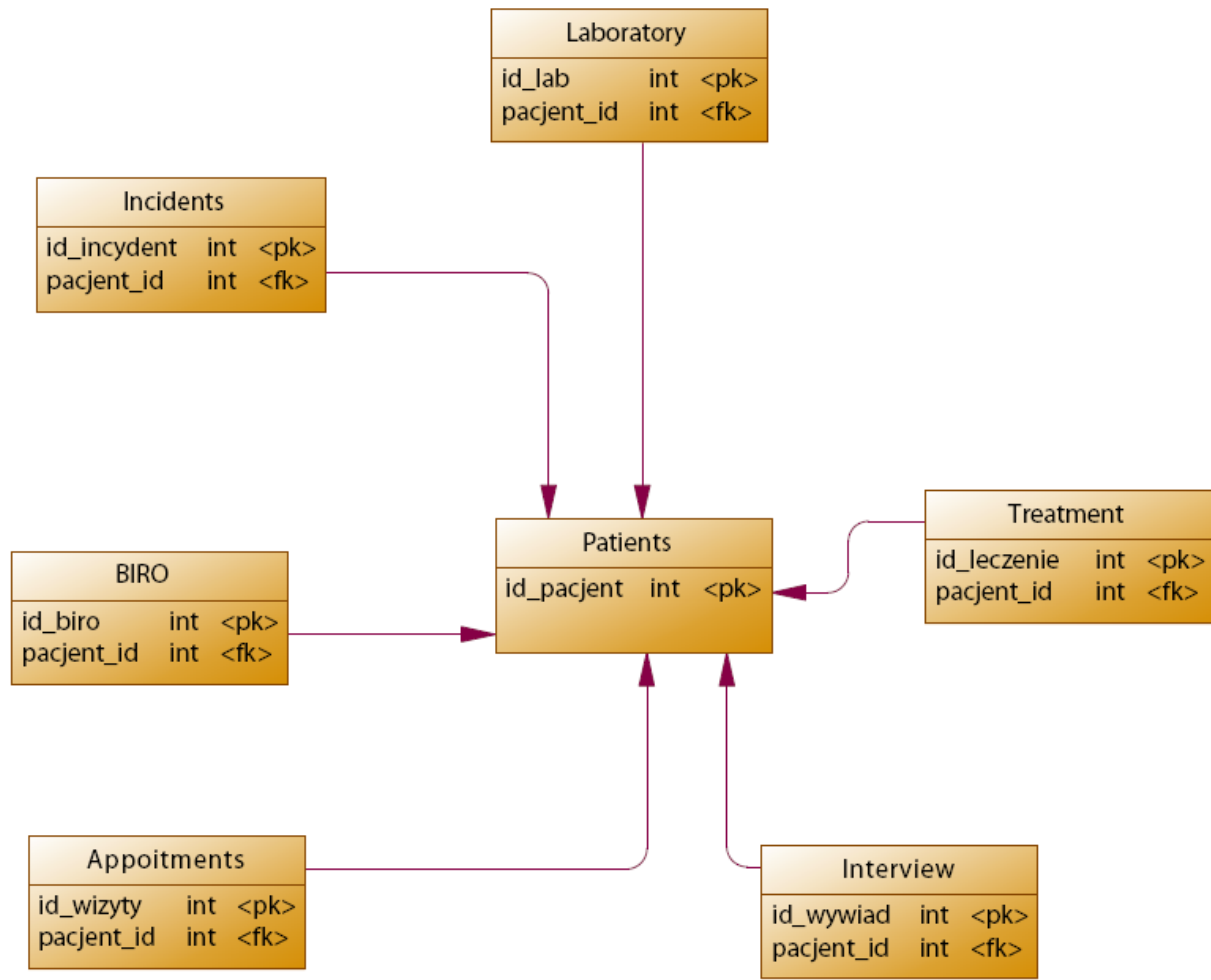 Laboratory
id_lab int <pk>
pacjent_id int <fk>
Incidents
id_incydent int <pk>
pacjent_id int <fk>
Patients
id_pacjent int <pk>
Treatment
id_leczenie int <pk>
pacjent_id int <fk>
BIRO
id_biro int <pk>
pacjent_id int <fk>
Appoitments
id_wizyty int <pk>
pacjent_id int <fk>
Interview
id_wywiad int <pk>
pacjent_id int <fk>